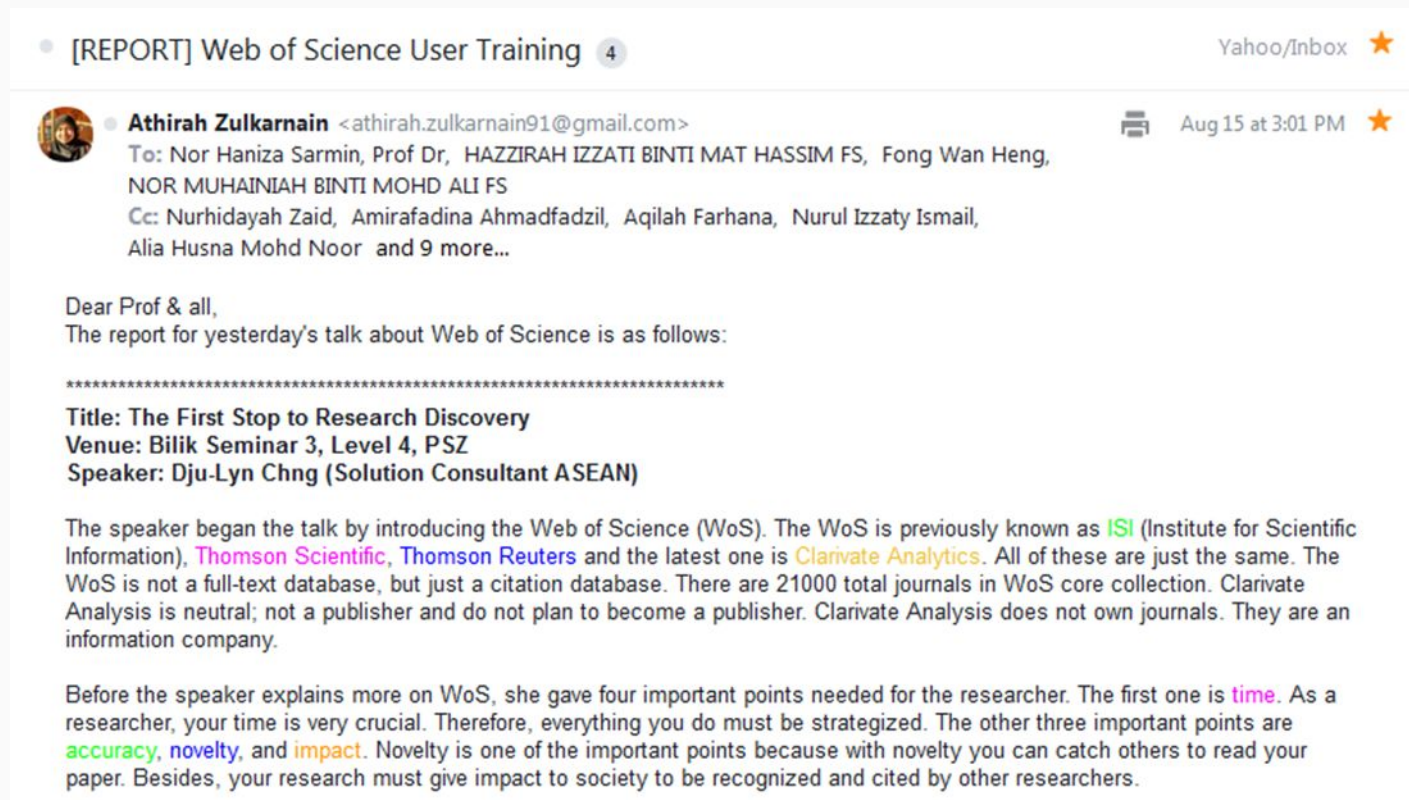 [REPORT] Web of Science User Training 4
Yahoo/Inbox
Athirah Zulkarnain <athirah.zulkarnain91@gmail.com>
Aug 15 at 3:01 PM
To: Nor Haniza Sarmin, Prof Dr, HAZZIRAH IZZATI BINTI MAT HASSIM FS, Fong Wan Heng,
NOR MUHAINIAH BINTI MOHD ALI FS
Cc: Nurhidayah Zaid, Amirafadina Ahmadfadzil, Aqilah Farhana, Nurul Izzaty Ismail,
Alia Husna Mohd Noor and 9 more...
Dear Prof & all,
The report for yesterday's talk about Web of Science is as follows:
******************************************************************************
Title: The First Stop to Research Discovery
Venue: Bilik Seminar 3, Level 4, PSZ
Speaker: Dju-Lyn Chng (Solution Consultant ASEAN)
The speaker began the talk by introducing the Web of Science (WoS). The WoS is previously known as ISI (Institute for Scientific
Information), Thomson Scientific, Thomson Reuters and the latest one is Clarivate Analytics. All of these are just the same. The
WoS is not a full-text database, but just a citation database. There are 21000 total journals in WoS core collection. Clarivate
Analysis is neutral; not a publisher and do not plan to become a publisher. Clarivate Analysis does not own journals. They are an
information company.
Before the speaker explains more on WoS, she gave four important points needed for the researcher. The first one is time. As a
researcher, your time is very crucial. Therefore, everything you do must be strategized. The other three important points are
accuracy, novelty, and impact. Novelty is one of the important points because with novelty you can catch others to read your
paper. Besides, your research must give impact to society to be recognized and cited by other researchers.